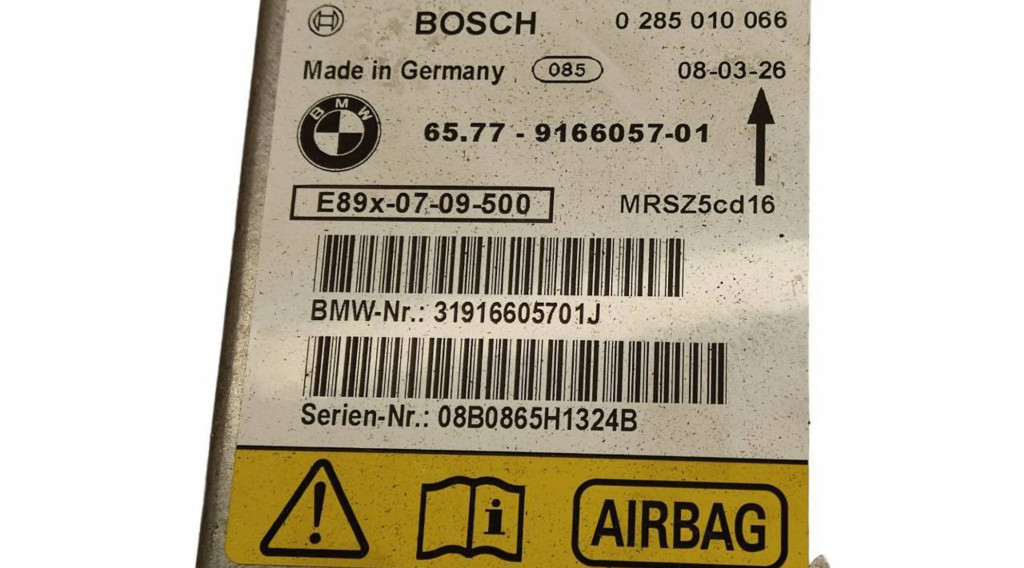 BOSCH 0 285 010 066
Made in Germany 085 08-03-26
BMW
65.77 - 9166057-01
E89x-07-09-500 MRSZ5cd16
BMW-Nr.: 31916605701J
Serien-Nr.: 08B0865H1324B
! i AIRBAG